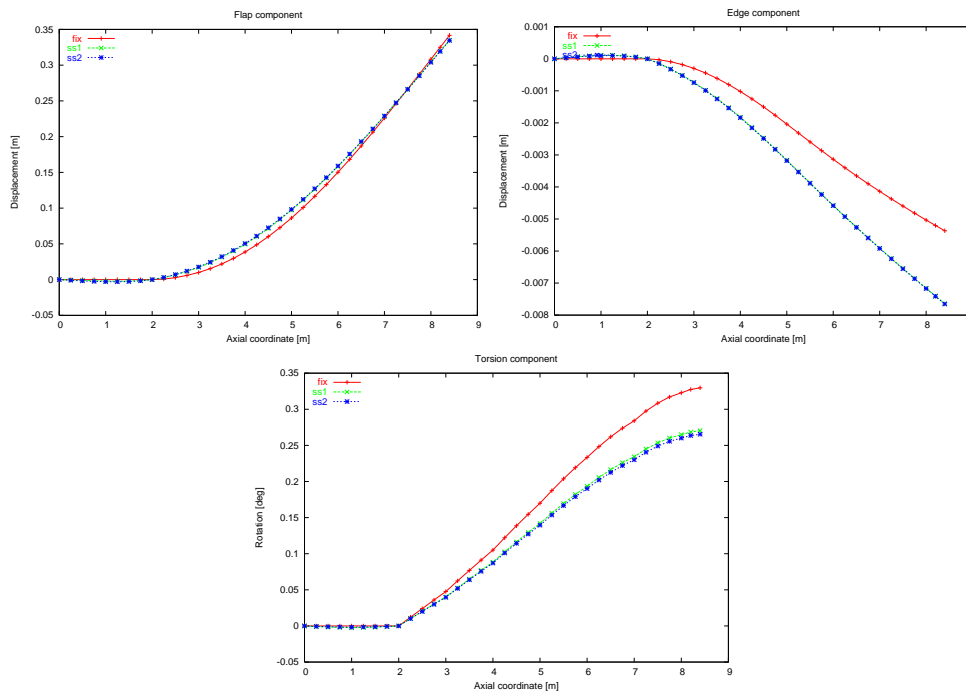 Flap component
0.35
0.3
0.25
0.2
0.15
0.1
0.05
0
-0.05
Displacement [m]
fix
ss1
ss2
0 1 2 3 4 5 6 7 8 9
Axial coordinate [m]
Edge component
0.001
0
-0.001
-0.002
-0.003
-0.004
-0.005
-0.006
-0.007
-0.008
Displacement [m]
fix
ss1
ss2
0 1 2 3 4 5 6 7 8
Axial coordinate [m]
Torsion component
0.35
0.3
0.25
0.2
0.15
0.1
0.05
0
-0.05
Rotation [deg]
fix
ss1
ss2
0 1 2 3 4 5 6 7 8 9
Axial coordinate [m]